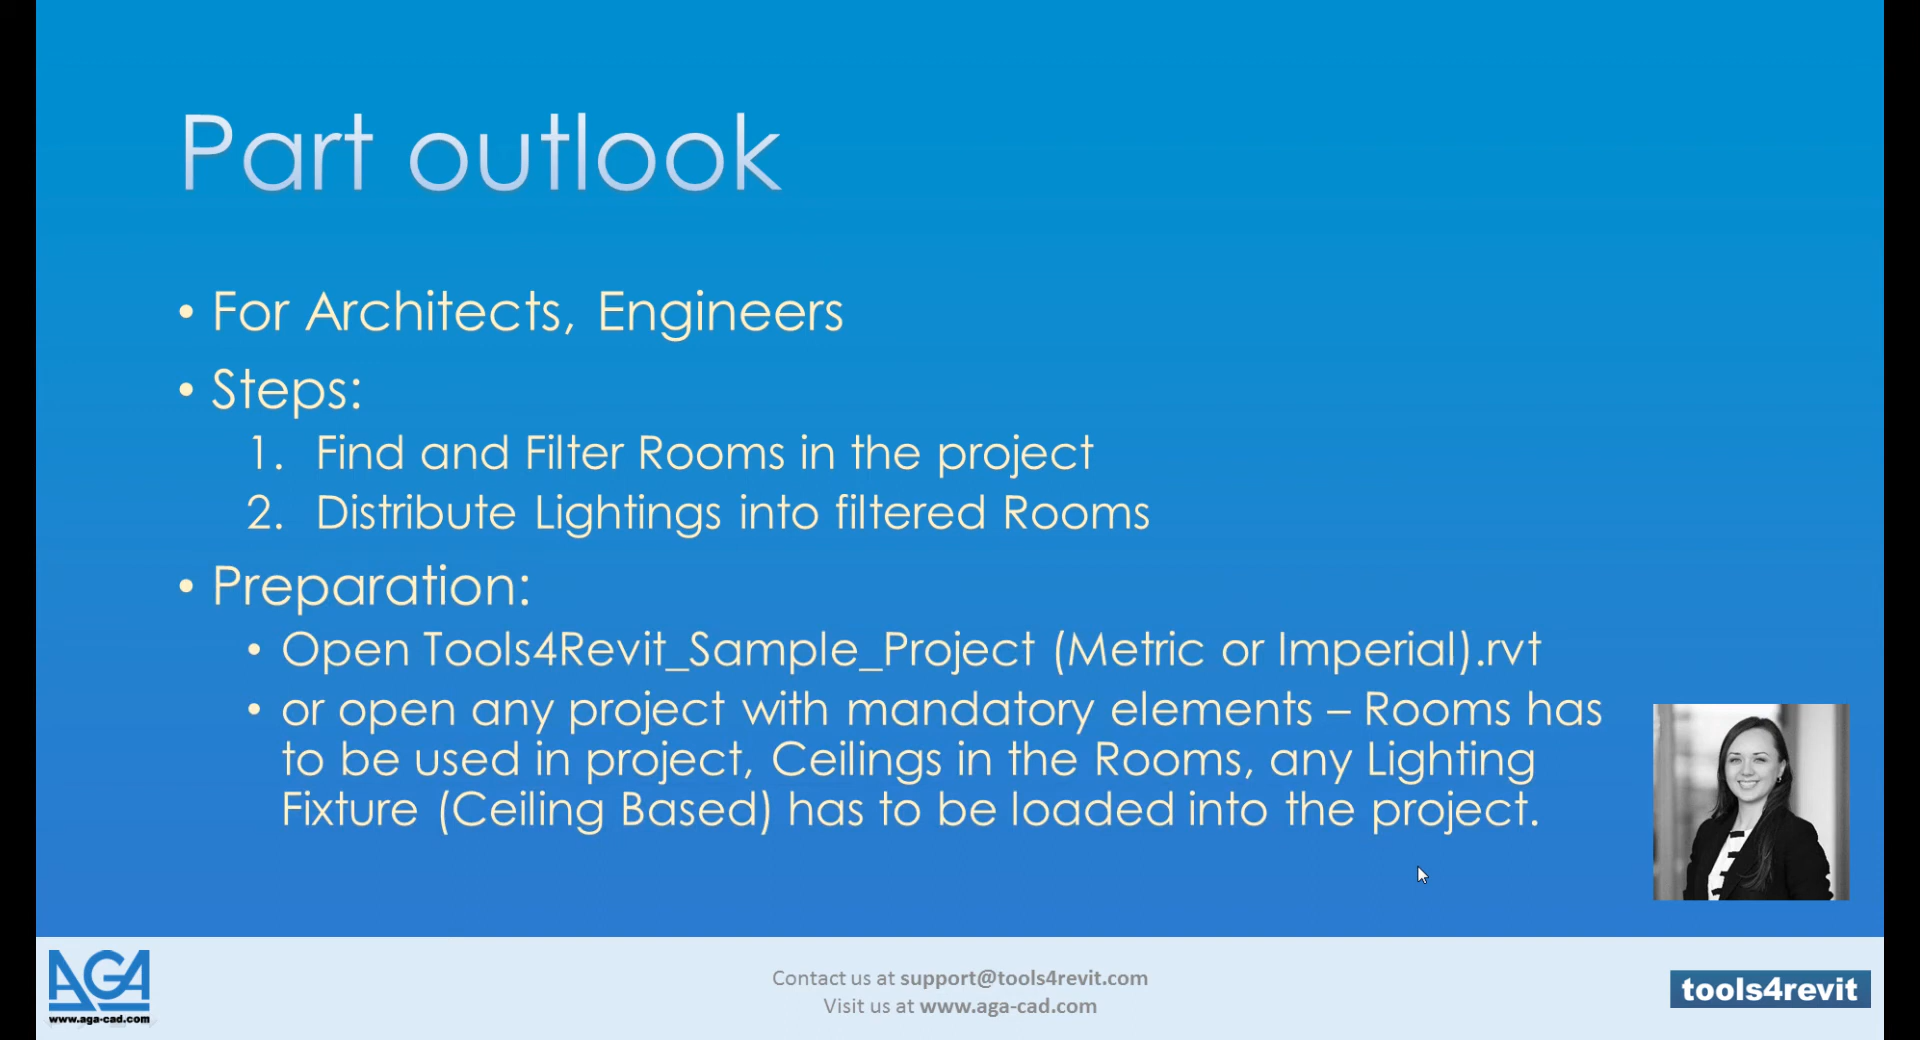 Part outlook
• For Architects, Engineers
• Steps:
1. Find and Filter Rooms in the project
2. Distribute Lightings into filtered Rooms
• Preparation:
• Open Tools4Revit_Sample_Project (Metric or Imperial).rvt
• or open any project with mandatory elements – Rooms has
to be used in project, Ceilings in the Rooms, any Lighting
Fixture (Ceiling Based) has to be loaded into the project.
AGA
www.aga-cad.com
Contact us at support@tools4revit.com
Visit us at www.aga-cad.com
tools4revit